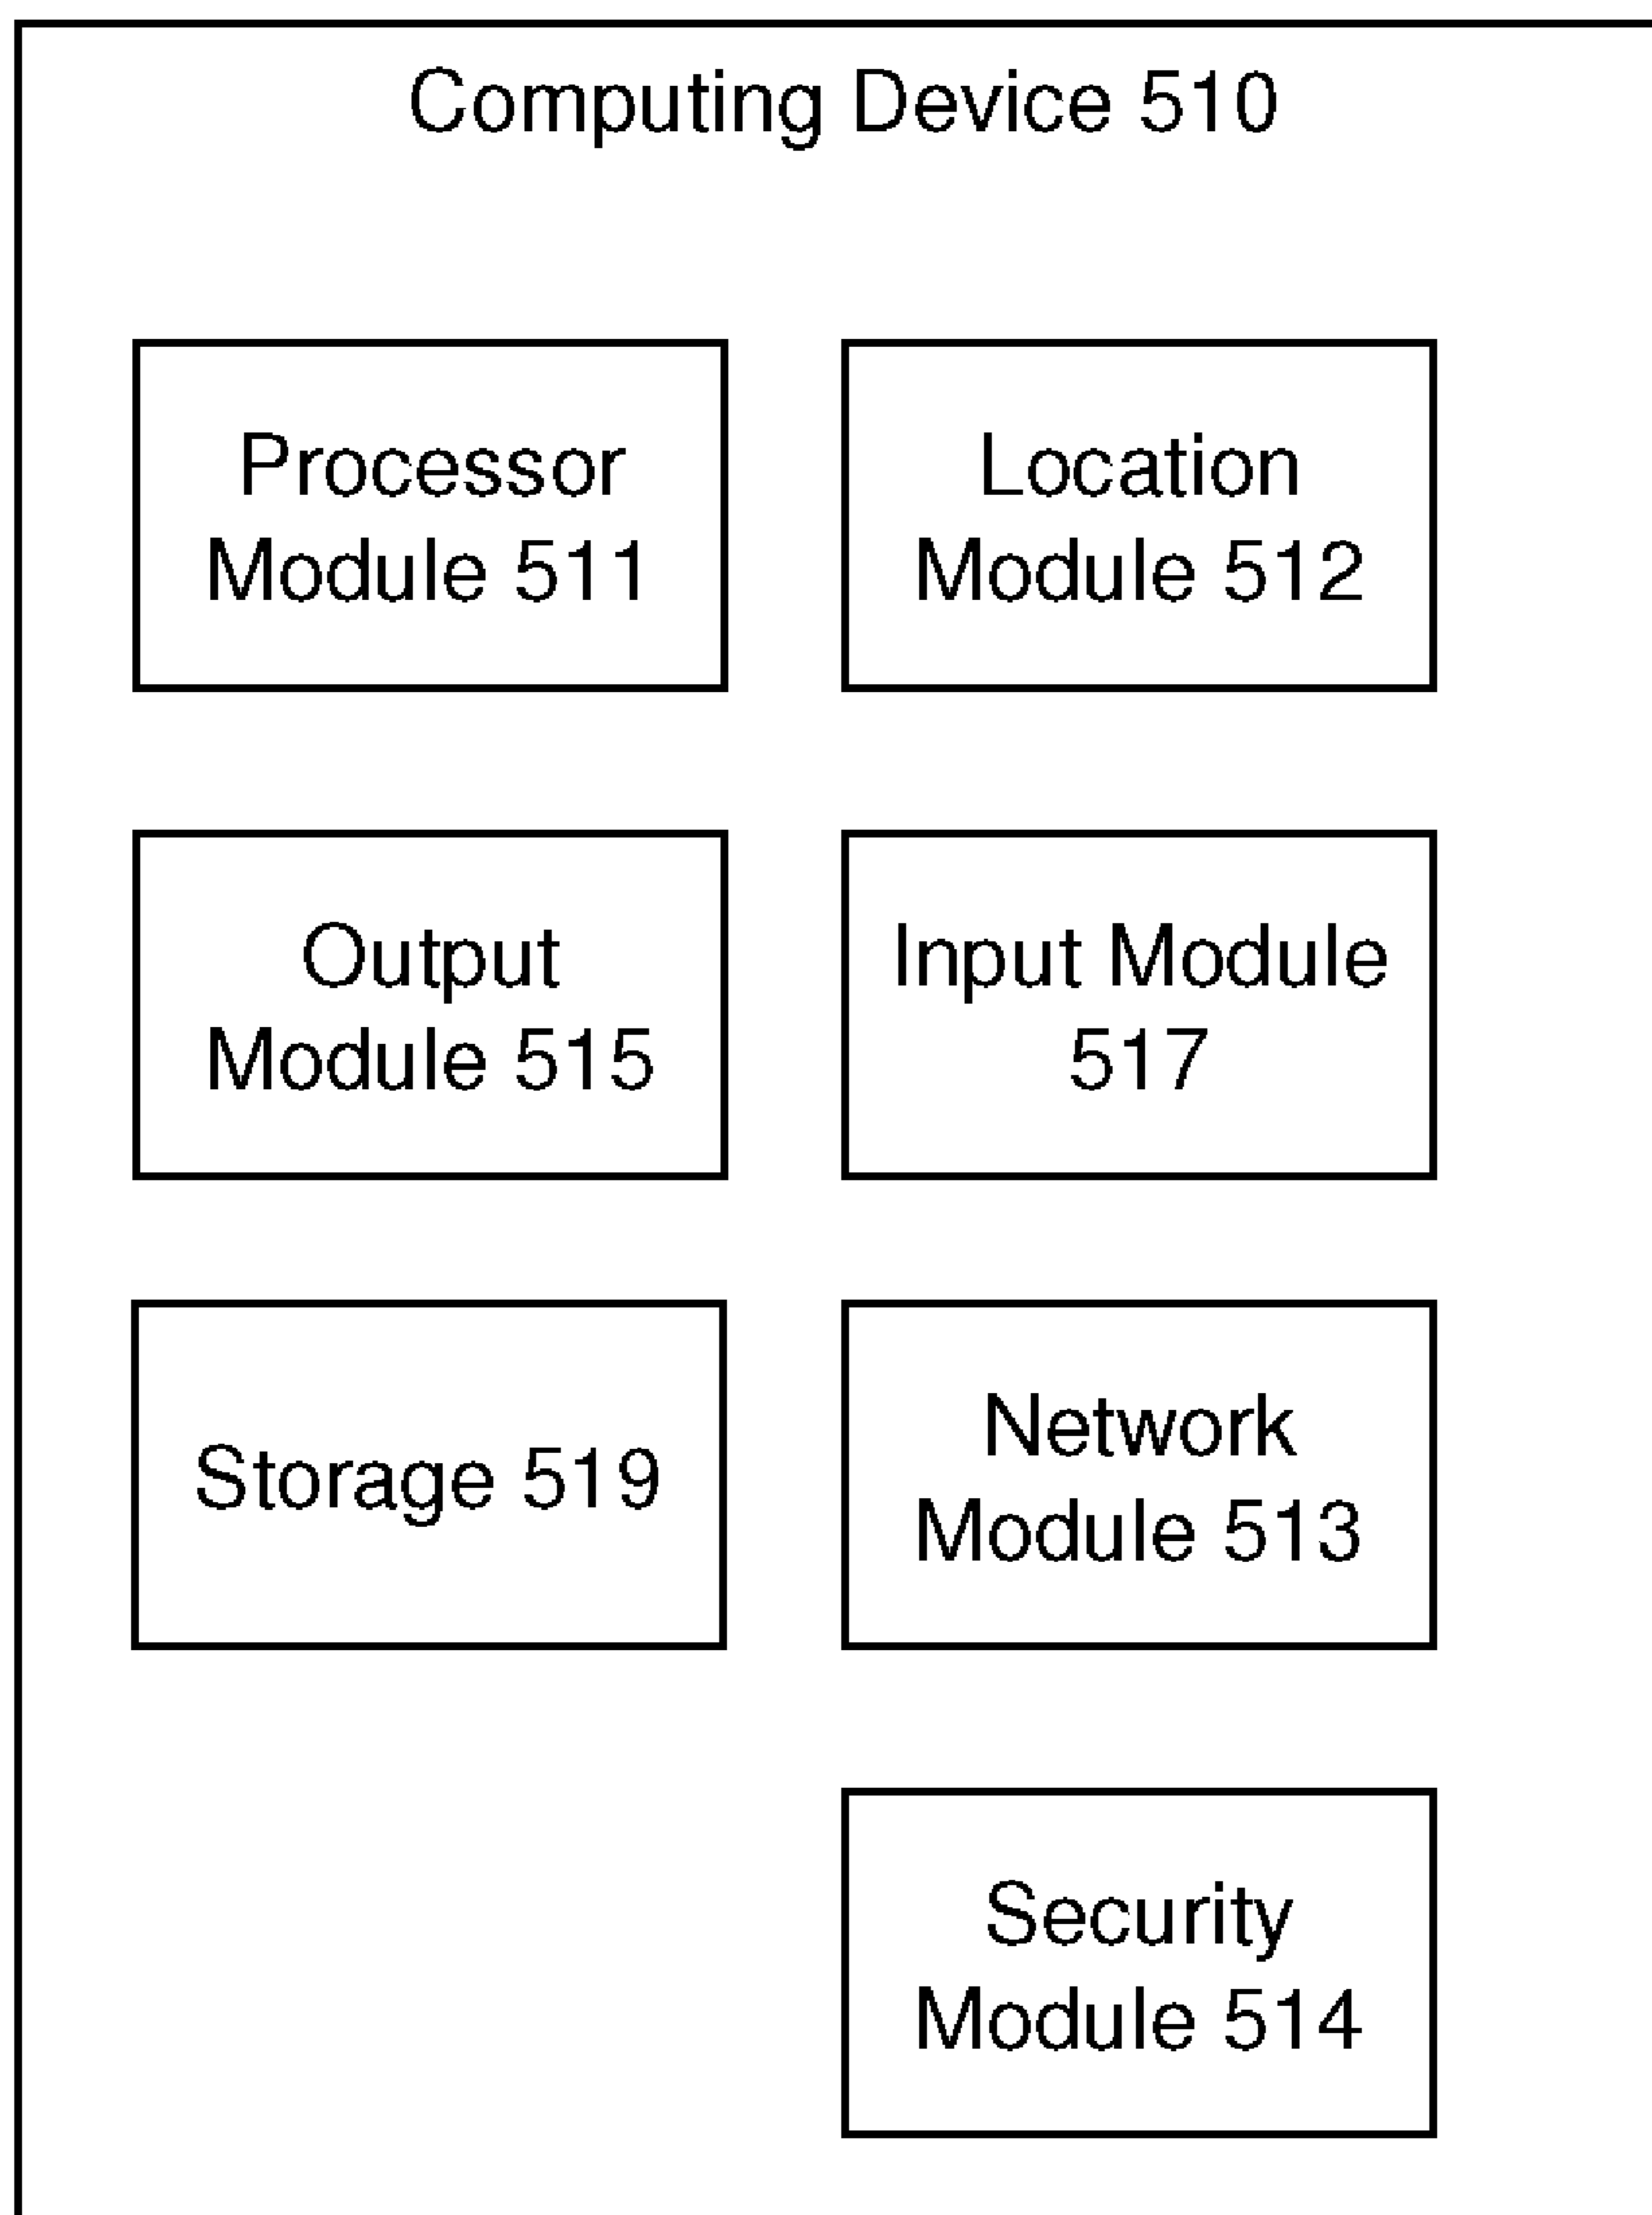 Computing Device 510
Processor
Module 511
Location
Module 512
Output
Module 515
Input Module
517
Storage 519
Network
Module 513
Security
Module 514